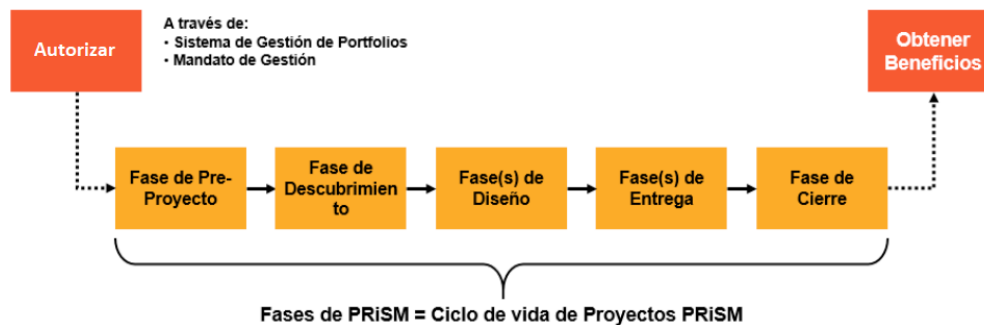 Autorizar
A través de:
• Sistema de Gestión de Portfolios
• Mandato de Gestión
Obtener
Beneficios
Fase de Pre-
Proyecto
Fase de
Descubrimien
to
Fase(s) de
Diseño
Fase(s) de
Entrega
Fase de
Cierre
Fases de PRiSM = Ciclo de vida de Proyectos PRiSM